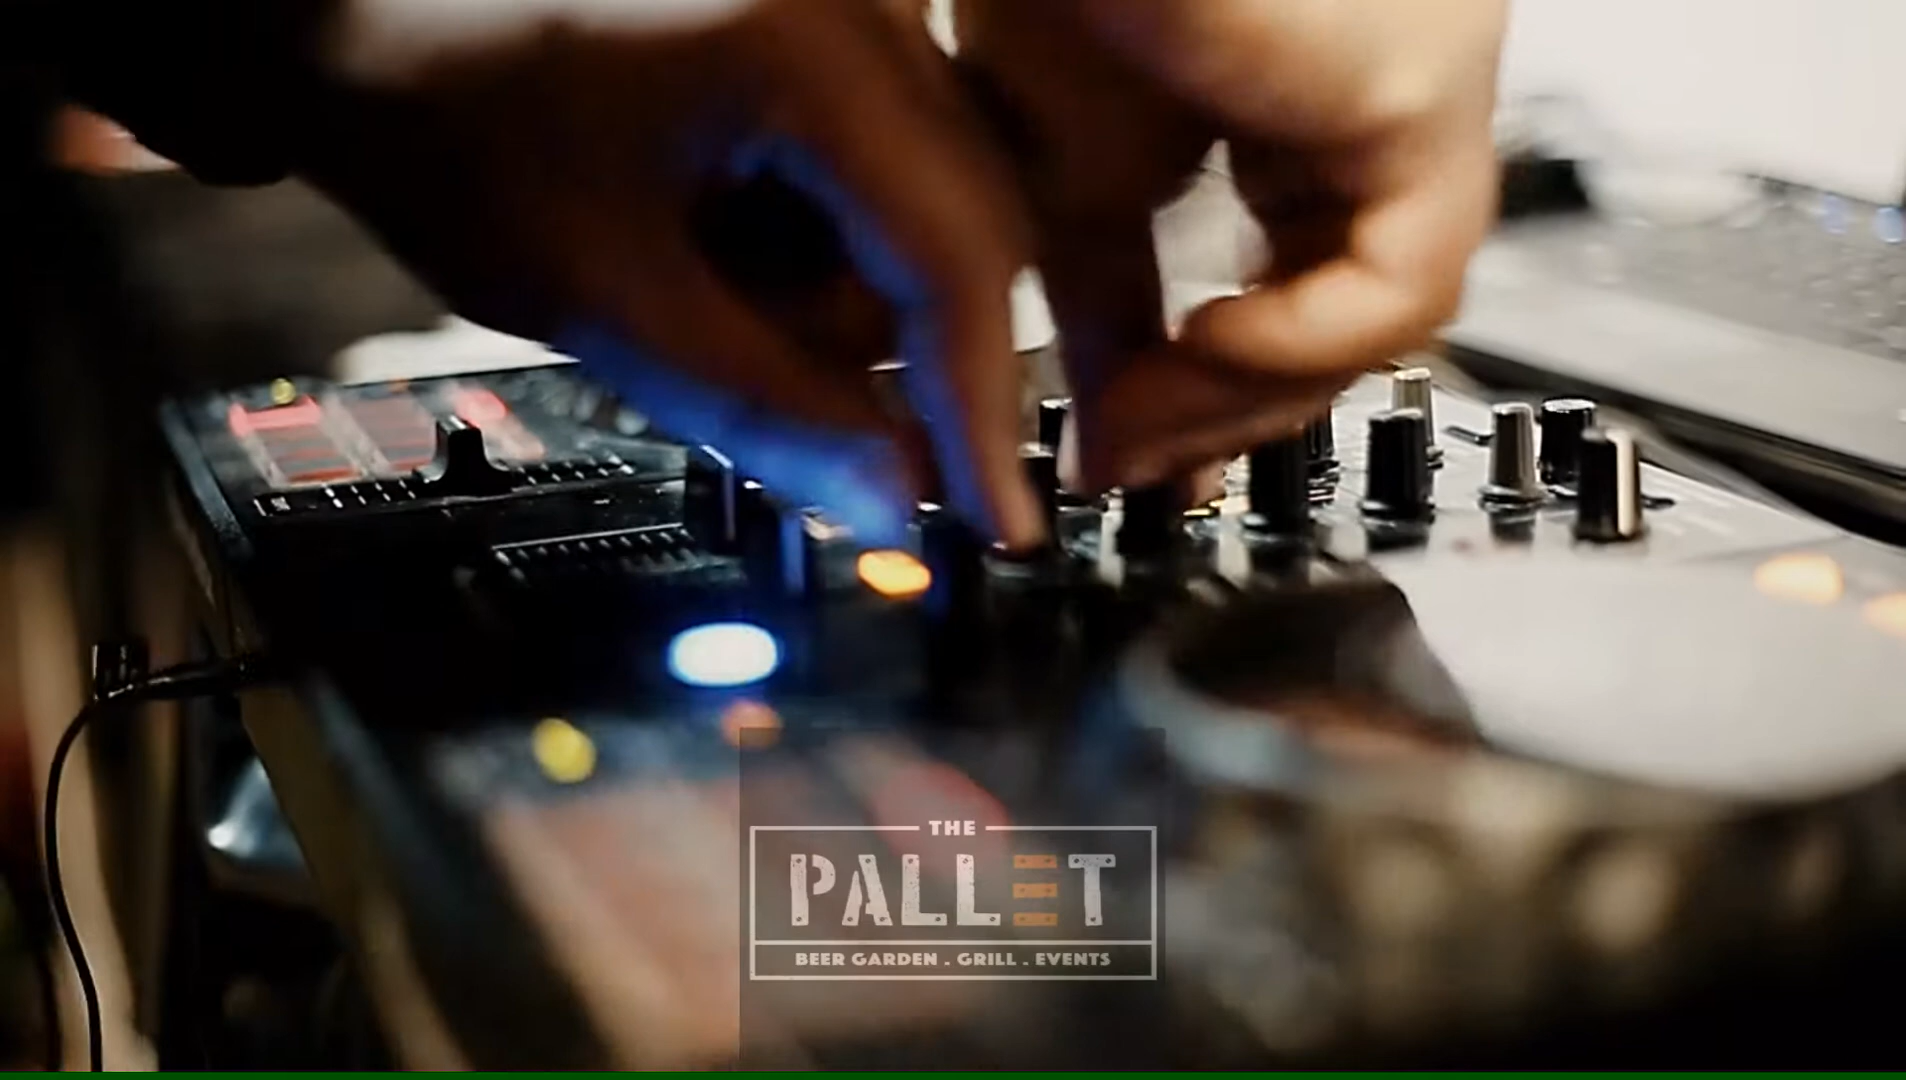 THE
PALLET
BEER GARDEN . GRILL . EVENTS